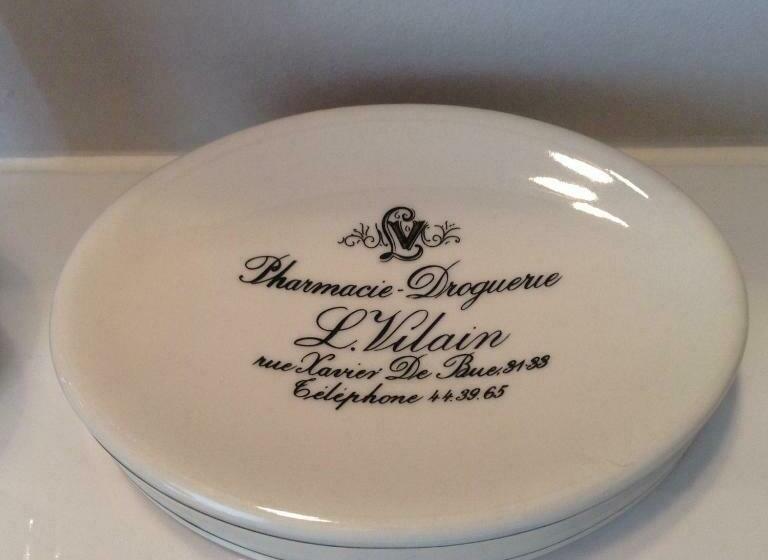 LV
Pharmacie-Droguerie
L. Vilain
rue Xavier De Bue, 31-33
Téléphone 44.39.65